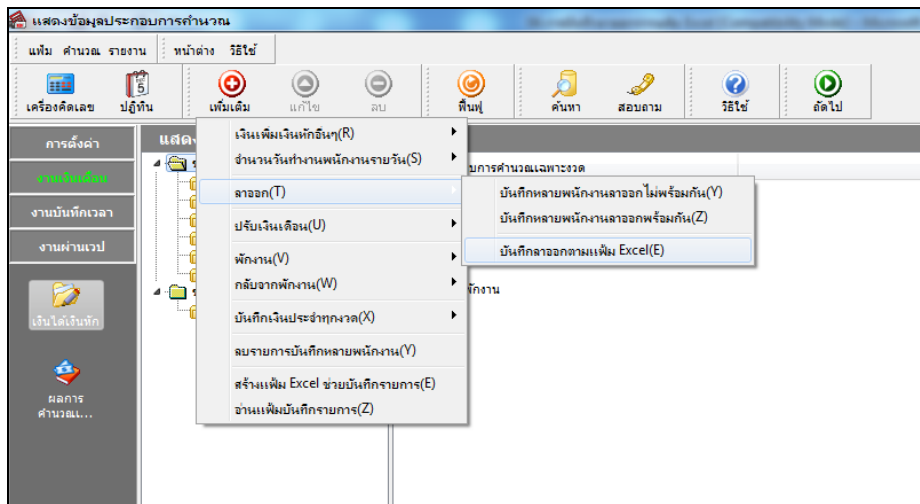 แสดงข้อมูลประกอบการคำนวณ
แฟ้ม คำนวณ รายงาน หน้าต่าง วิธีใช้
เครื่องคิดเลข ปฏิทิน เพิ่มเติม แก้ไข ลบ ฟื้นฟู ค้นหา สอบถาม วิธีใช้ ถัดไป
การตั้งค่า
งานเงินเดือน
งานบันทึกเวลา
งานผ่านเวป
เงินได้เงินหัก
ผลการ
คำนวณเ...
เงินเพิ่มเงินหักอื่นๆ(R)
จำนวนวันทำงานพนักงานรายวัน(S)
ลาออก(T)
ปรับเงินเดือน(U)
พักงาน(V)
กลับจากพักงาน(W)
บันทึกเงินประจำทุกงวด(X)
ลบรายการบันทึกหลายพนักงาน(Y)
สร้างแฟ้ม Excel ช่วยบันทึกรายการ(E)
อ่านแฟ้มบันทึกรายการ(Z)
บการคำนวณเฉพาะงวด
บันทึกหลายพนักงานลาออกไม่พร้อมกัน(Y)
บันทึกหลายพนักงานลาออกพร้อมกัน(Z)
บันทึกลาออกตามแฟ้ม Excel(E)
พักงาน